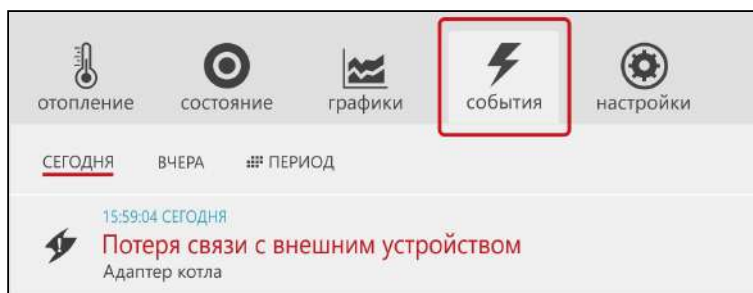 отопление состояние графики события настройки
СЕГОДНЯ ВЧЕРА ПЕРИОД
15:59:04 СЕГОДНЯ
Потеря связи с внешним устройством
Адаптер котла